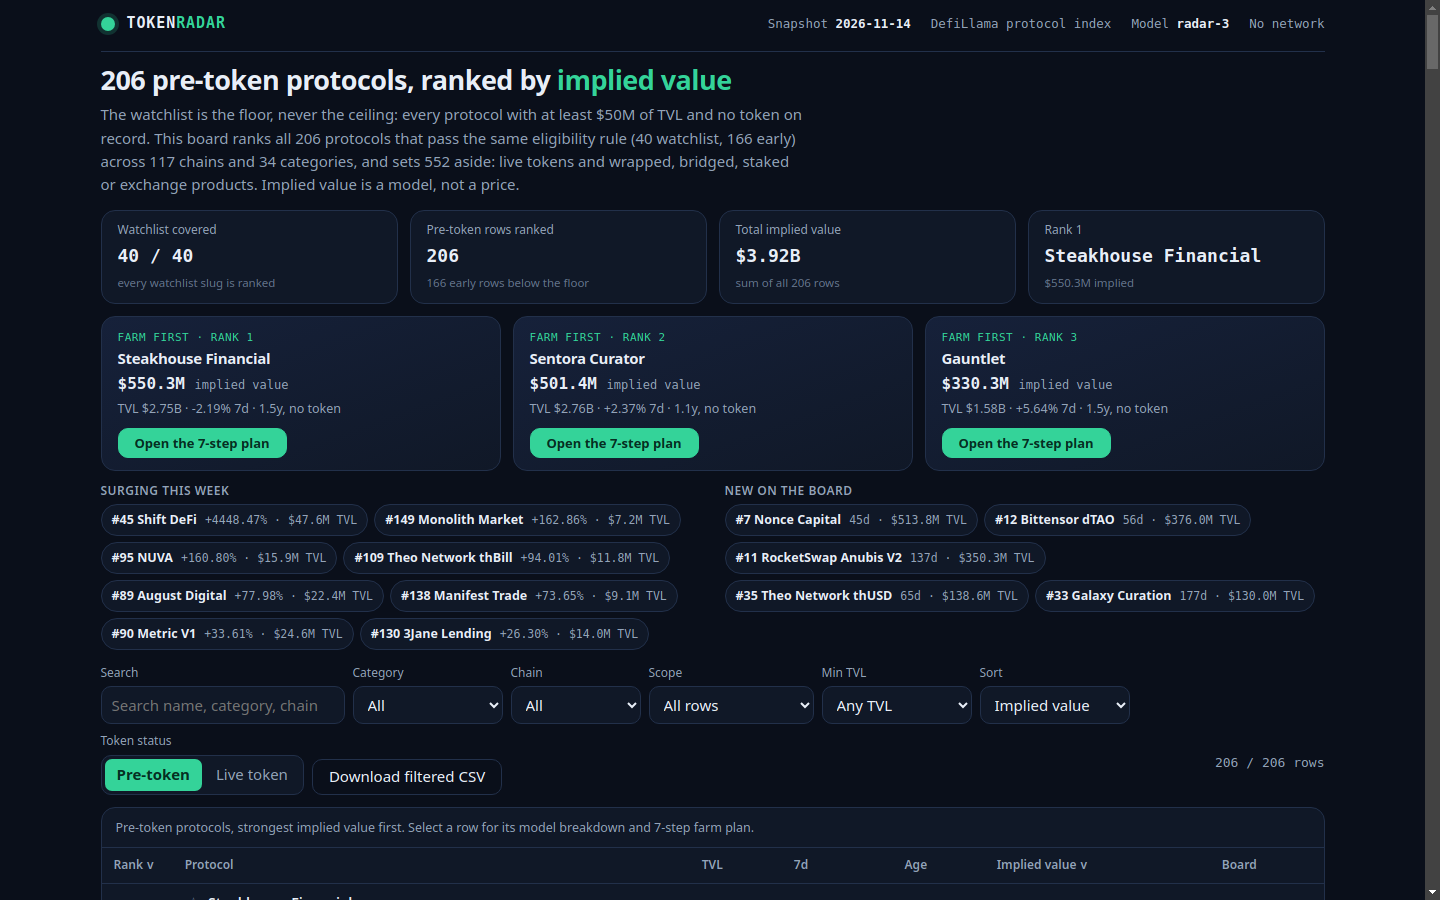 TOKENRADAR
Snapshot 2026-11-14 DefiLlama protocol index Model radar-3 No network
206 pre-token protocols, ranked by implied value
The watchlist is the floor, never the ceiling: every protocol with at least $50M of TVL and no token on
record. This board ranks all 206 protocols that pass the same eligibility rule (40 watchlist, 166 early)
across 117 chains and 34 categories, and sets 552 aside: live tokens and wrapped, bridged, staked
or exchange products. Implied value is a model, not a price.
Watchlist covered
40 / 40
every watchlist slug is ranked
Pre-token rows ranked
206
166 early rows below the floor
Total implied value
$3.92B
sum of all 206 rows
Rank 1
Steakhouse Financial
$550.3M implied
FARM FIRST · RANK 1
Steakhouse Financial
$550.3M implied value
TVL $2.75B · -2.19% 7d · 1.5y, no token
Open the 7-step plan
FARM FIRST · RANK 2
Sentora Curator
$501.4M implied value
TVL $2.76B · +2.37% 7d · 1.1y, no token
Open the 7-step plan
FARM FIRST · RANK 3
Gauntlet
$330.3M implied value
TVL $1.58B · +5.64% 7d · 1.5y, no token
Open the 7-step plan
SURGING THIS WEEK
#45 Shift DeFi +4448.47% · $47.6M TVL
#149 Monolith Market +162.86% · $7.2M TVL
#95 NUVA +160.80% · $15.9M TVL
#109 Theo Network thBill +94.01% · $11.8M TVL
#89 August Digital +77.98% · $22.4M TVL
#138 Manifest Trade +73.65% · $9.1M TVL
#90 Metric V1 +33.61% · $24.6M TVL
#130 3Jane Lending +26.30% · $14.0M TVL
NEW ON THE BOARD
#7 Nonce Capital 45d · $513.8M TVL
#12 Bittensor dTAO 56d · $376.0M TVL
#11 RocketSwap Anubis V2 137d · $350.3M TVL
#35 Theo Network thUSD 65d · $138.6M TVL
#33 Galaxy Curation 177d · $130.0M TVL
Search Category Chain Scope Min TVL Sort
Search name, category, chain All All All rows Any TVL Implied value
Token status
Pre-token Live token Download filtered CSV 206 / 206 rows
Pre-token protocols, strongest implied value first. Select a row for its model breakdown and 7-step farm plan.
Rank v Protocol TVL 7d Age Implied value v Board
Steakhouse Financial